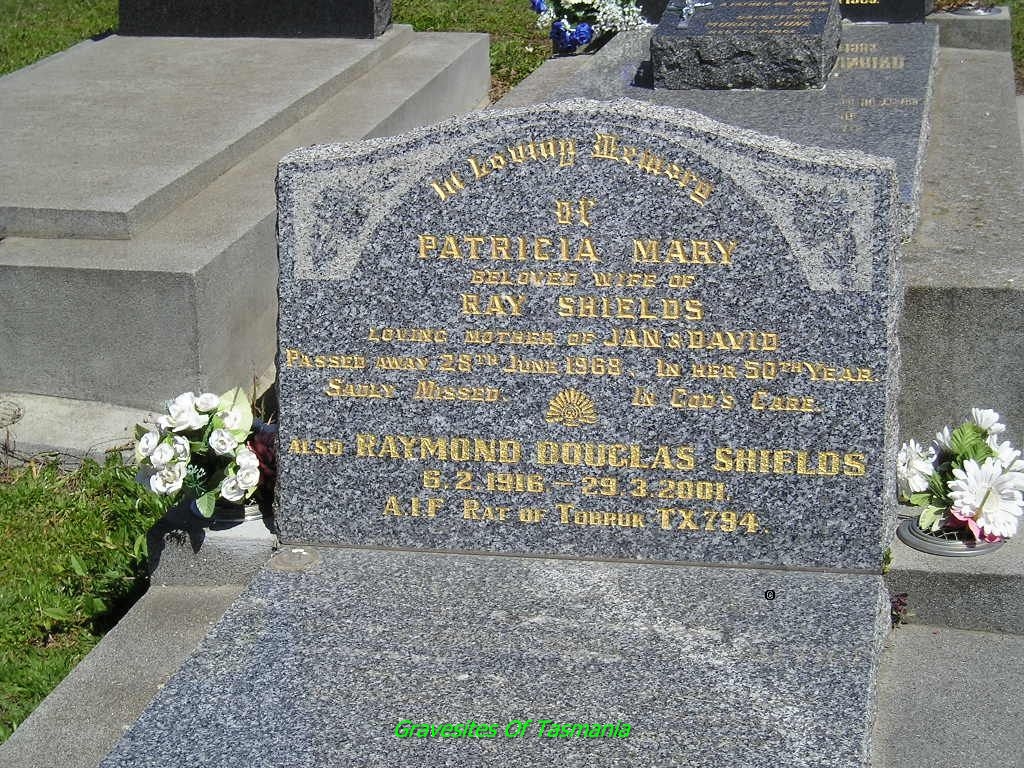 In Loving Memory
of
PATRICIA MARY
BELOVED WIFE OF
RAY SHIELDS
LOVING MOTHER OF JAN & DAVID
PASSED AWAY 28TH JUNE 1968. IN HER 50TH YEAR.
SADLY MISSED. IN GOD'S CARE.
ALSO RAYMOND DOUGLAS SHIELDS
6.2.1916 – 29.3.2001.
A.I.F RAT OF TOBRUK TX794.
Gravesites Of Tasmania